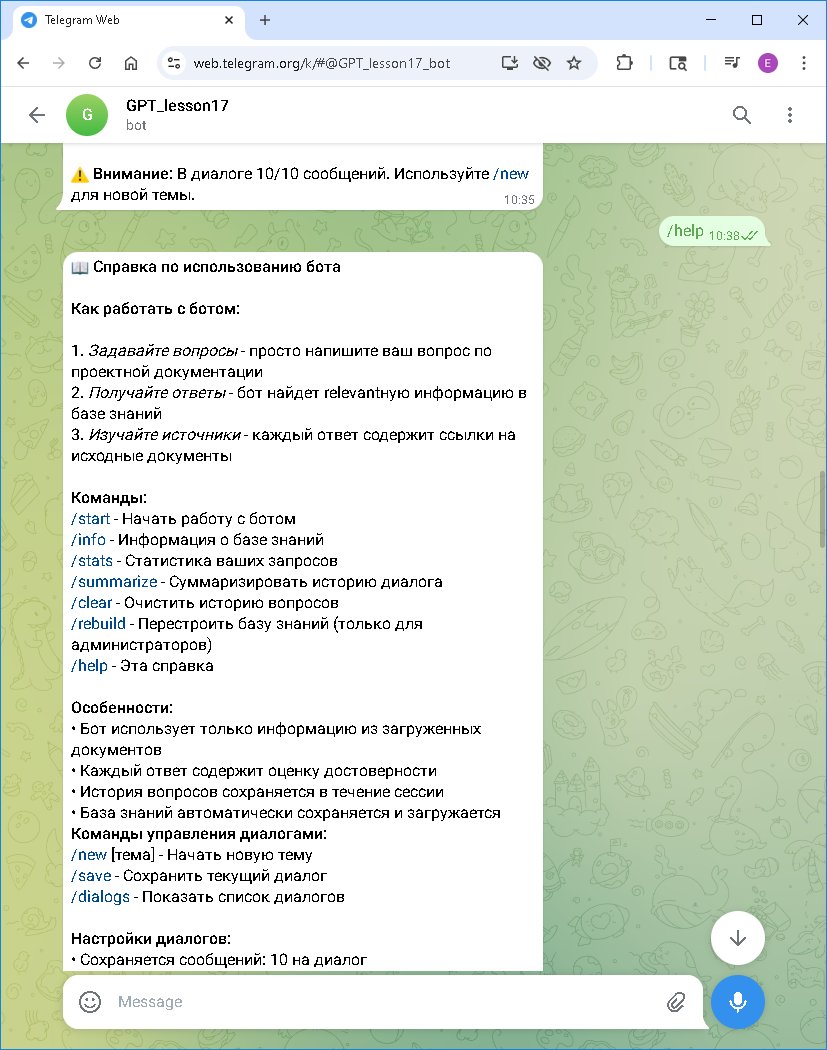 Telegram Web
web.telegram.org/k/#@GPT_lesson17_bot
E
G
GPT_lesson17
bot
⚠️ Внимание: В диалоге 10/10 сообщений. Используйте /new
для новой темы.
10:35
/help 10:38
📖 Справка по использованию бота
Как работать с ботом:
1. Задавайте вопросы - просто напишите ваш вопрос по
проектной документации
2. Получайте ответы - бот найдет relevantную информацию в
базе знаний
3. Изучайте источники - каждый ответ содержит ссылки на
исходные документы
Команды:
/start - Начать работу с ботом
/info - Информация о базе знаний
/stats - Статистика ваших запросов
/summarize - Суммаризировать историю диалога
/clear - Очистить историю вопросов
/rebuild - Перестроить базу знаний (только для
администраторов)
/help - Эта справка
Особенности:
• Бот использует только информацию из загруженных
документов
• Каждый ответ содержит оценку достоверности
• История вопросов сохраняется в течение сессии
• База знаний автоматически сохраняется и загружается
Команды управления диалогами:
/new [тема] - Начать новую тему
/save - Сохранить текущий диалог
/dialogs - Показать список диалогов
Настройки диалогов:
• Сохраняется сообщений: 10 на диалог
Message